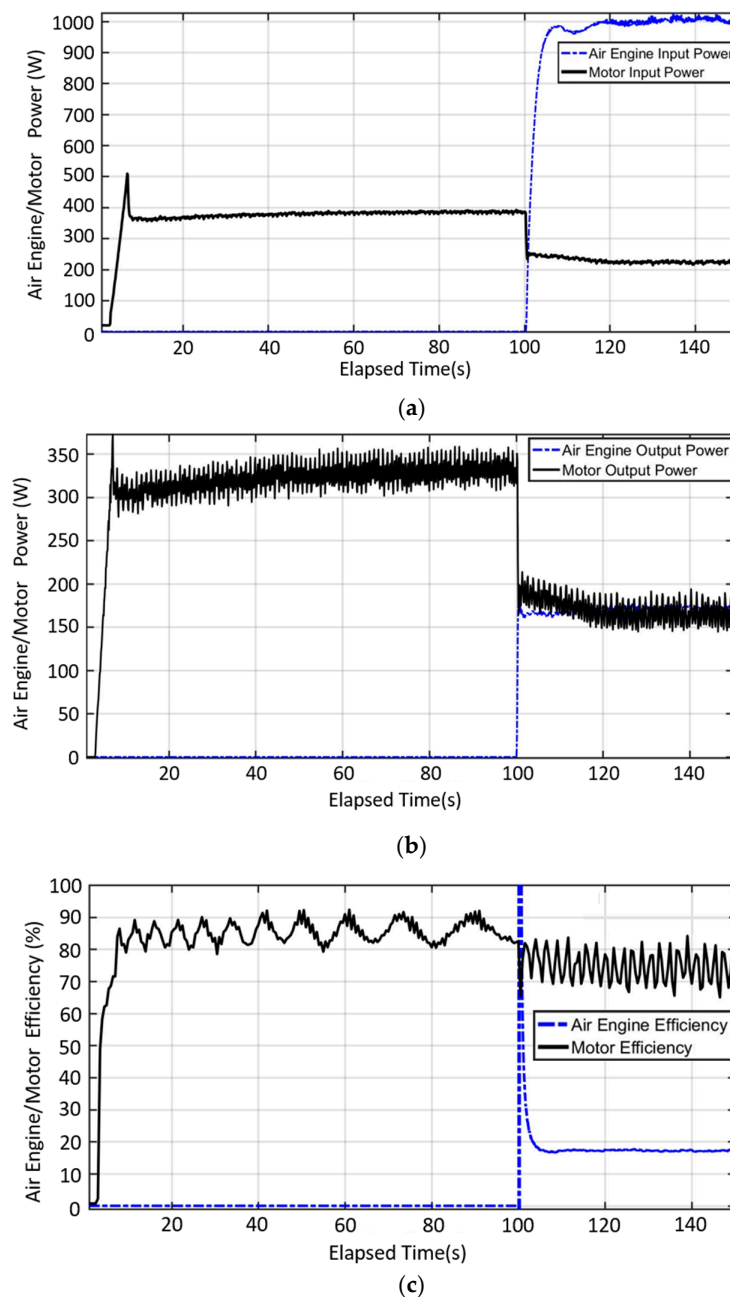 1000
900
800
700
600
500
400
300
200
100
0
Air Engine/Motor Power (W)
Air Engine Input Power
Motor Input Power
20 40 60 80 100 120 140
Elapsed Time(s)
(a)
350
300
250
200
150
100
50
0
Air Engine/Motor Power (W)
Air Engine Output Power
Motor Output Power
20 40 60 80 100 120 140
Elapsed Time(s)
(b)
100
90
80
70
60
50
40
30
20
10
0
Air Engine/Motor Efficiency (%)
Air Engine Efficiency
Motor Efficiency
20 40 60 80 100 120 140
Elapsed Time(s)
(c)